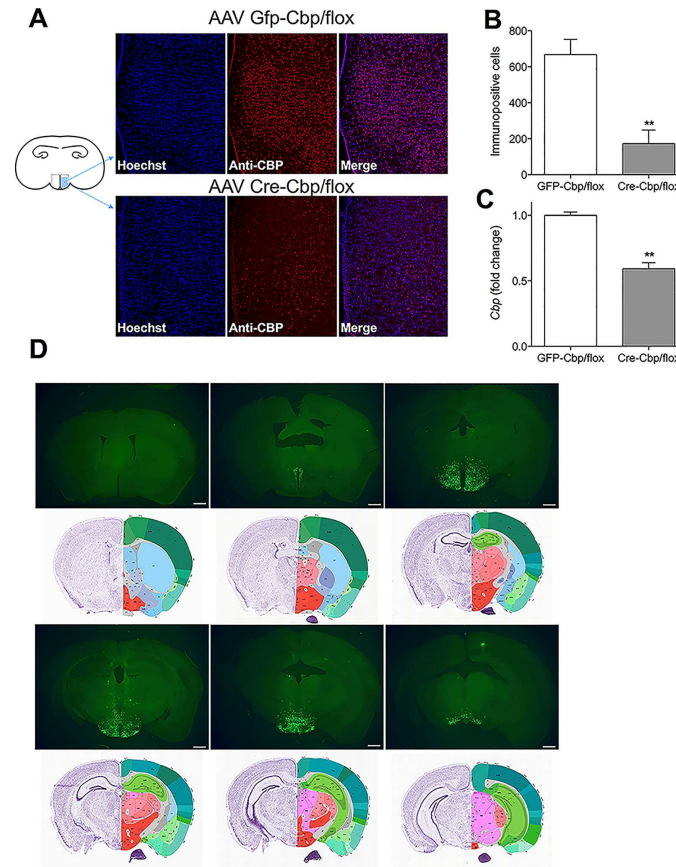 A
AAV Gfp-Cbp/flox
Hoechst
Anti-CBP
Merge
AAV Cre-Cbp/flox
Hoechst
Anti-CBP
Merge
B
Immunopositive cells
800
600
400
200
0
**
GFP-Cbp/flox
Cre-Cbp/flox
C
Cbp (fold change)
1.0
0.5
0.0
**
GFP-Cbp/flox
Cre-Cbp/flox
D